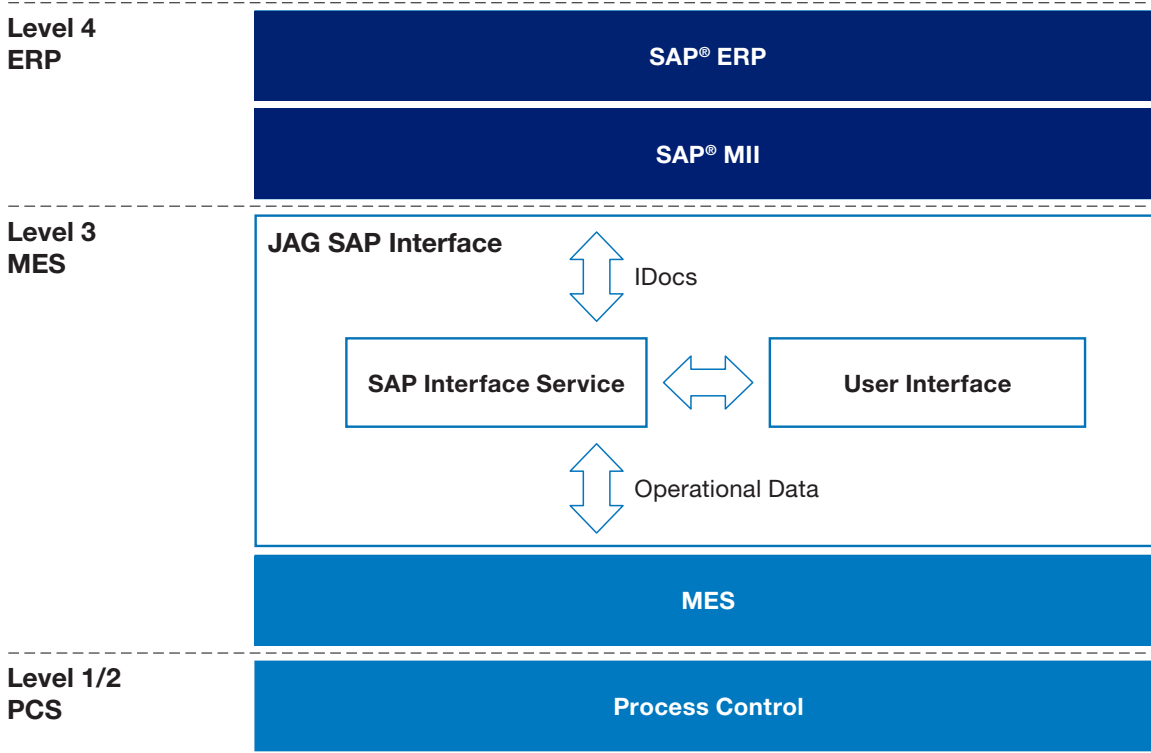 Level 4
ERP
SAP® ERP
SAP® MII
Level 3
MES
JAG SAP Interface
IDocs
SAP Interface Service
User Interface
Operational Data
MES
Level 1/2
PCS
Process Control